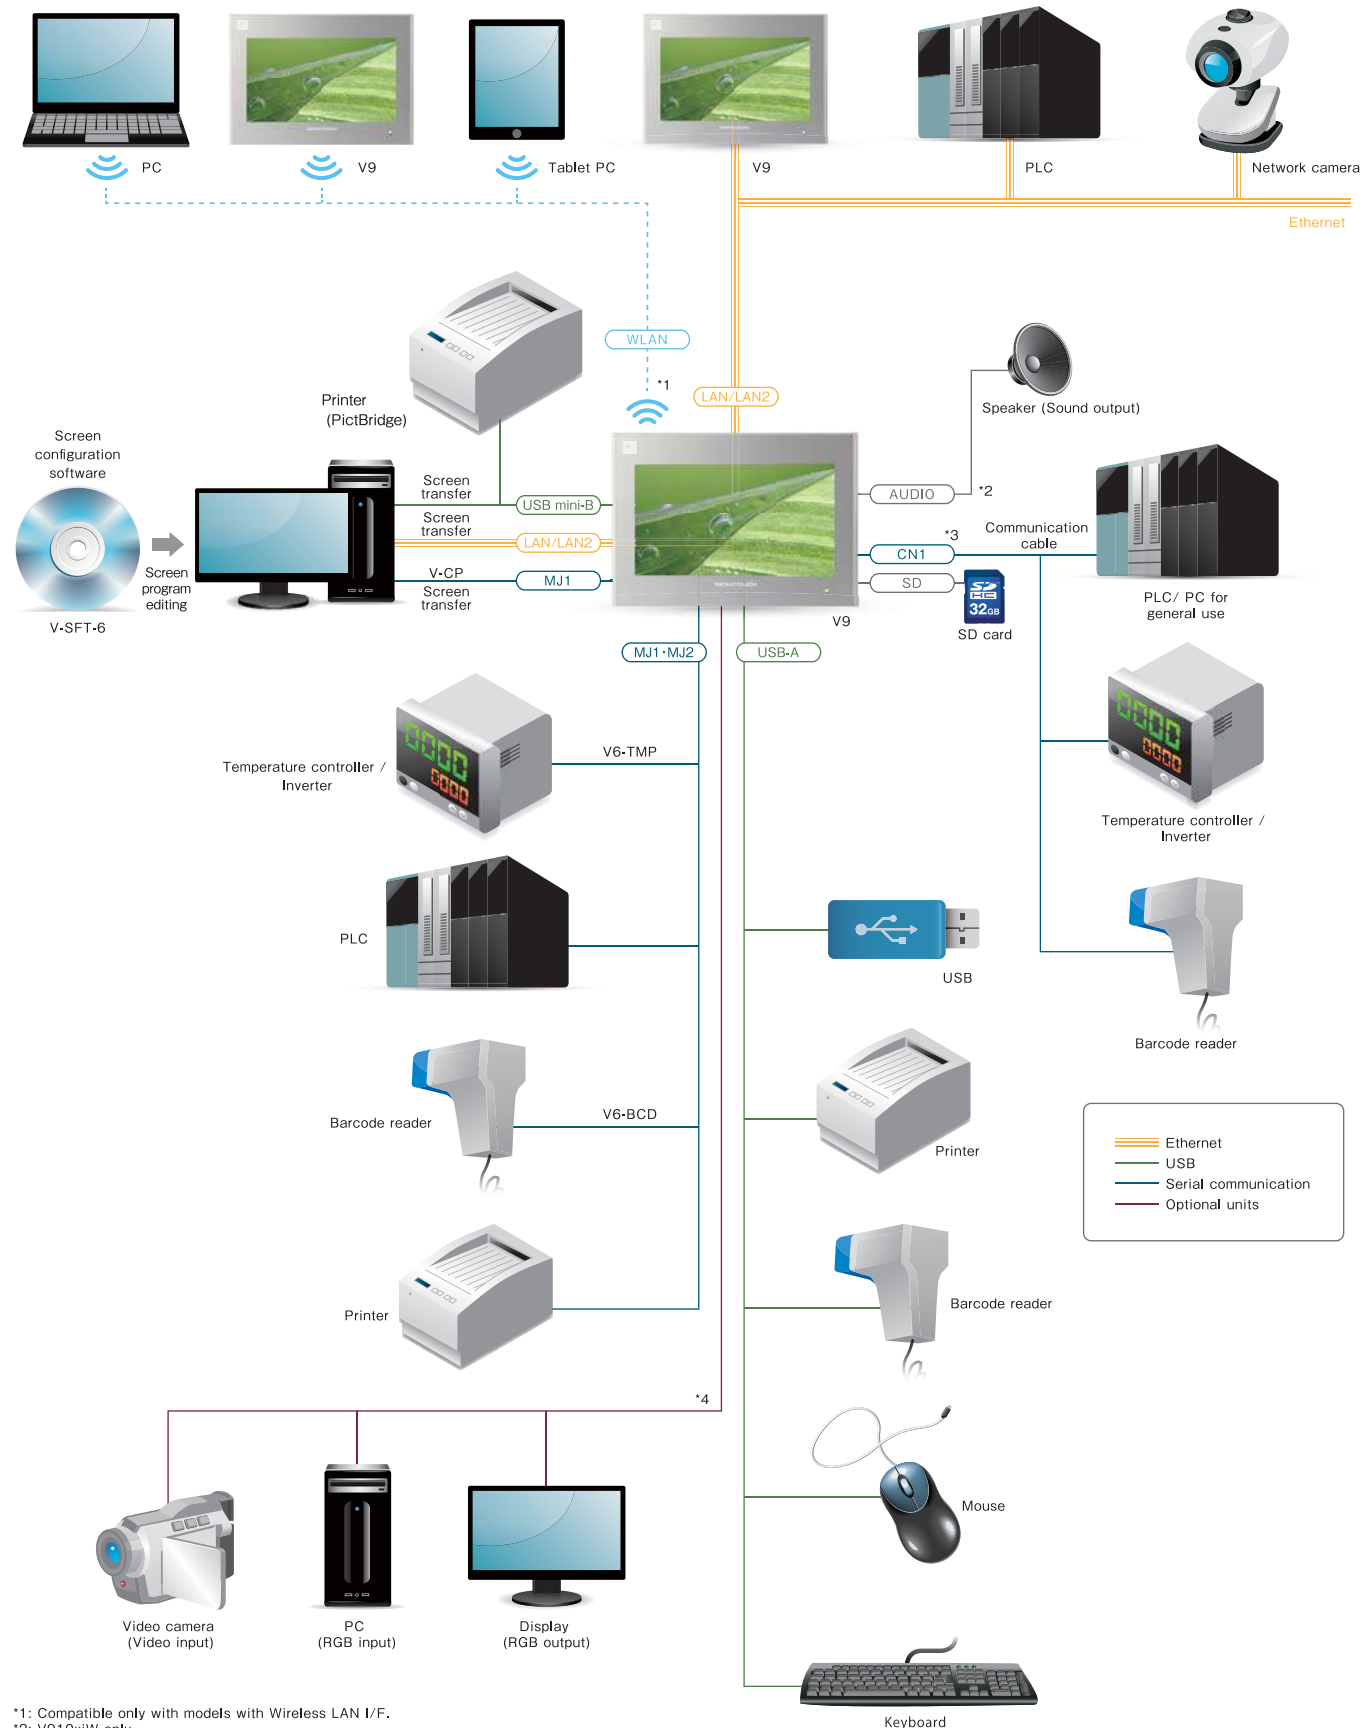 PC
V9
Tablet PC
V9
PLC
Network camera
Ethernet
WLAN
*1
LAN/LAN2
Printer
(PictBridge)
Speaker (Sound output)
Screen
configuration
software
Screen
transfer
USB mini-B
AUDIO
*2
Screen
transfer
LAN/LAN2
*3
CN1
Communication
cable
Screen
program
editing
V-CP
Screen
transfer
MJ1
SD
32GB
SD card
V-SFT-6
V9
PLC/ PC for
general use
MJ1・MJ2
USB-A
V6-TMP
Temperature controller /
Inverter
Temperature controller /
Inverter
PLC
USB
Barcode reader
Barcode reader
V6-BCD
Printer
Ethernet
USB
Serial communication
Optional units
Printer
Barcode reader
*4
Mouse
Video camera
(Video input)
PC
(RGB input)
Display
(RGB output)
Keyboard
*1: Compatible only with models with Wireless LAN I/F.